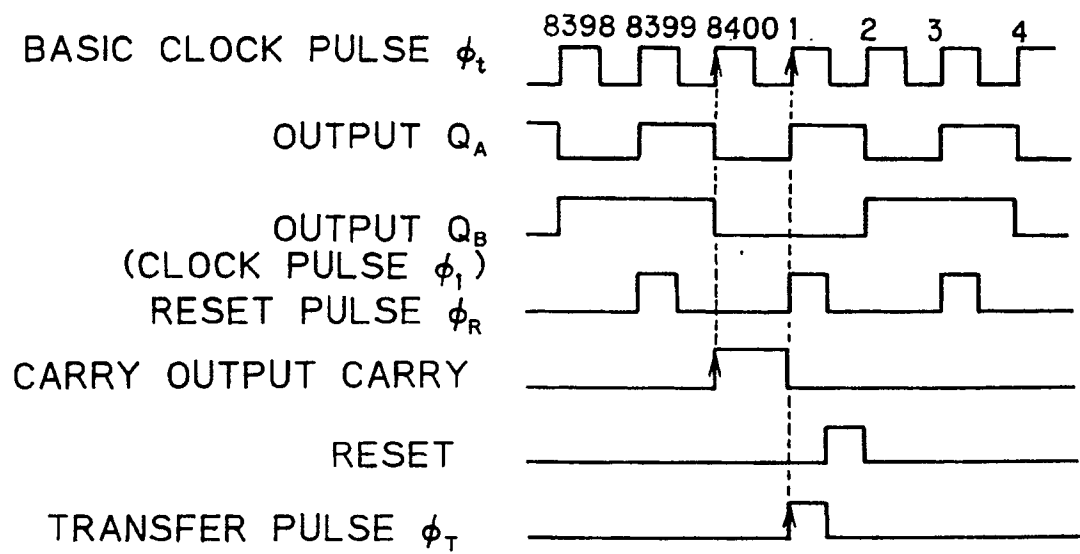 8398 8399 8400 1 2 3 4
BASIC CLOCK PULSE ϕt
OUTPUT QA
OUTPUT QB
(CLOCK PULSE ϕ1)
RESET PULSE ϕR
CARRY OUTPUT CARRY
RESET
TRANSFER PULSE ϕT